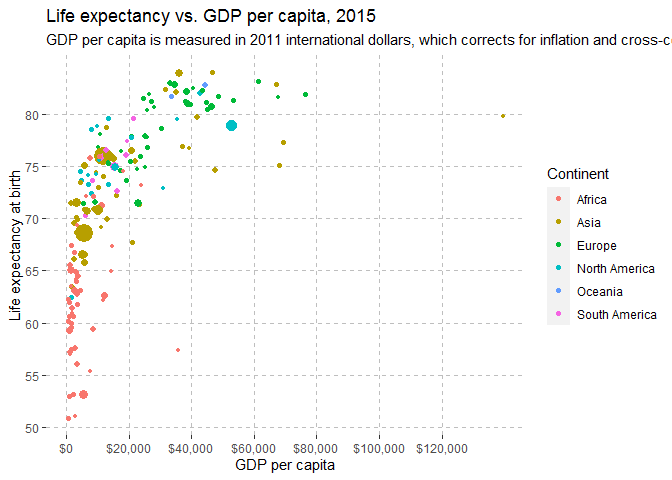 Life expectancy vs. GDP per capita, 2015
GDP per capita is measured in 2011 international dollars, which corrects for inflation and
Life expectancy at birth
80
75
70
65
60
55
50
$0
$20,000
$40,000
$60,000
$80,000
$100,000
$120,000
GDP per capita
Continent
Africa
Asia
Europe
North America
Oceania
South America